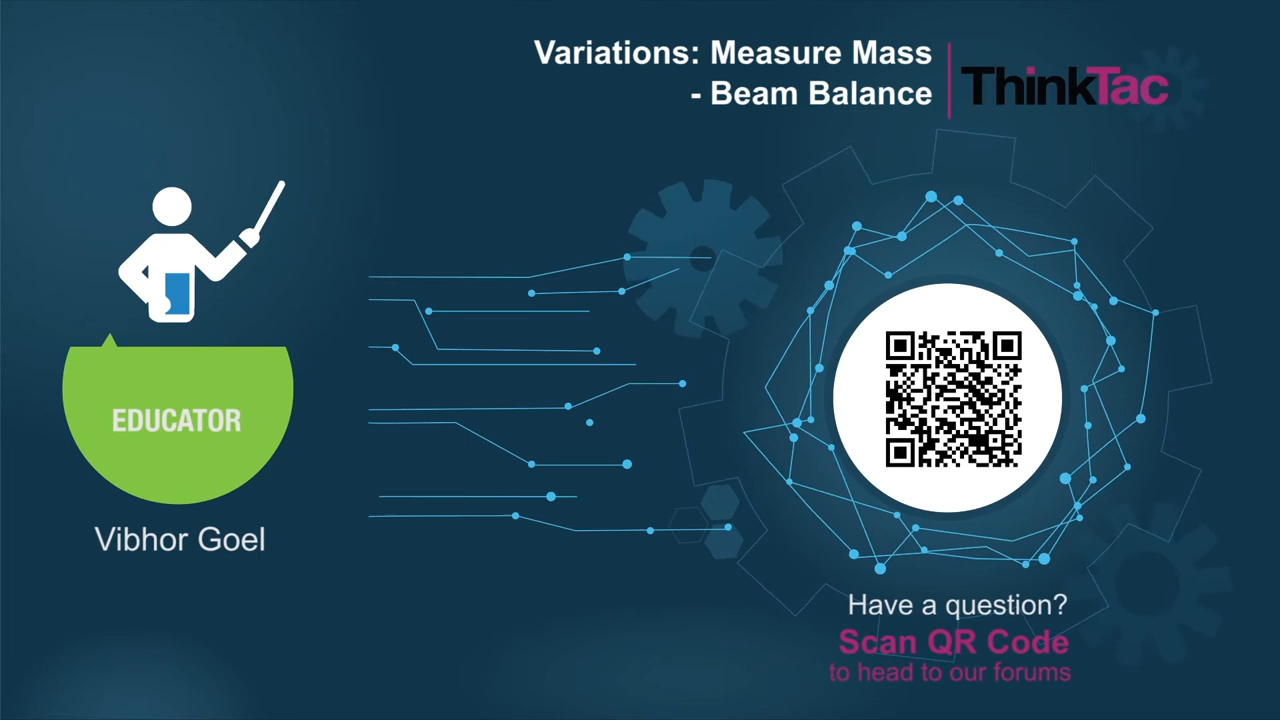 Variations: Measure Mass
- Beam Balance
ThinkTac
EDUCATOR
Vibhor Goel
Have a question?
Scan QR Code
to head to our forums